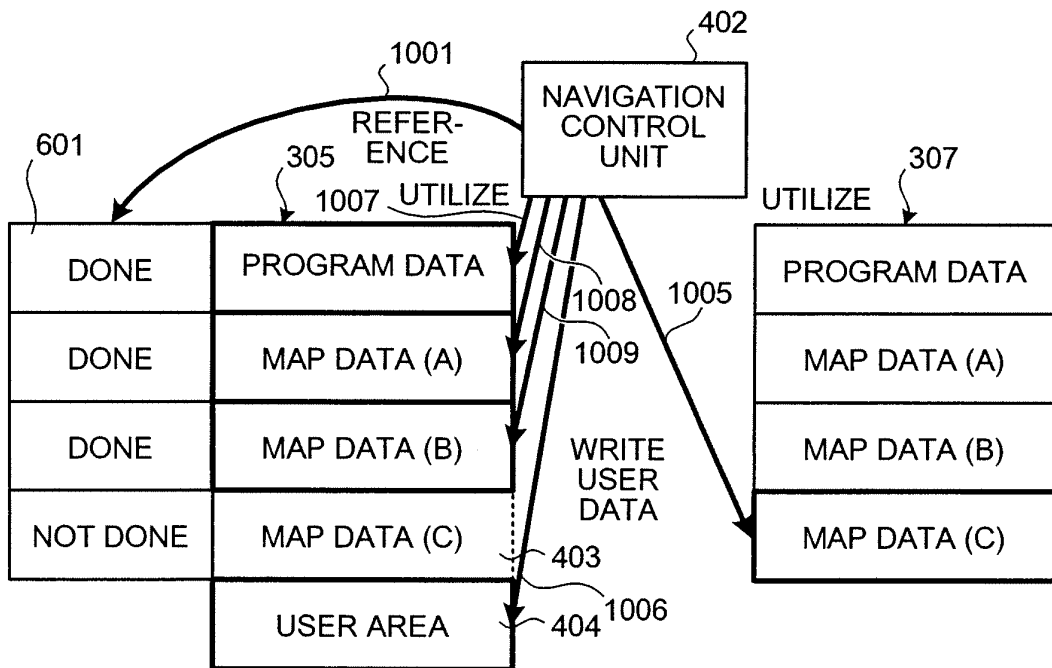 402
1001
NAVIGATION
CONTROL
UNIT
REFER-
ENCE
601
305
307
1007
UTILIZE
UTILIZE
DONE
PROGRAM DATA
PROGRAM DATA
1008
1005
1009
DONE
MAP DATA (A)
MAP DATA (A)
DONE
MAP DATA (B)
MAP DATA (B)
WRITE
USER
DATA
NOT DONE
MAP DATA (C)
MAP DATA (C)
403
1006
USER AREA
404